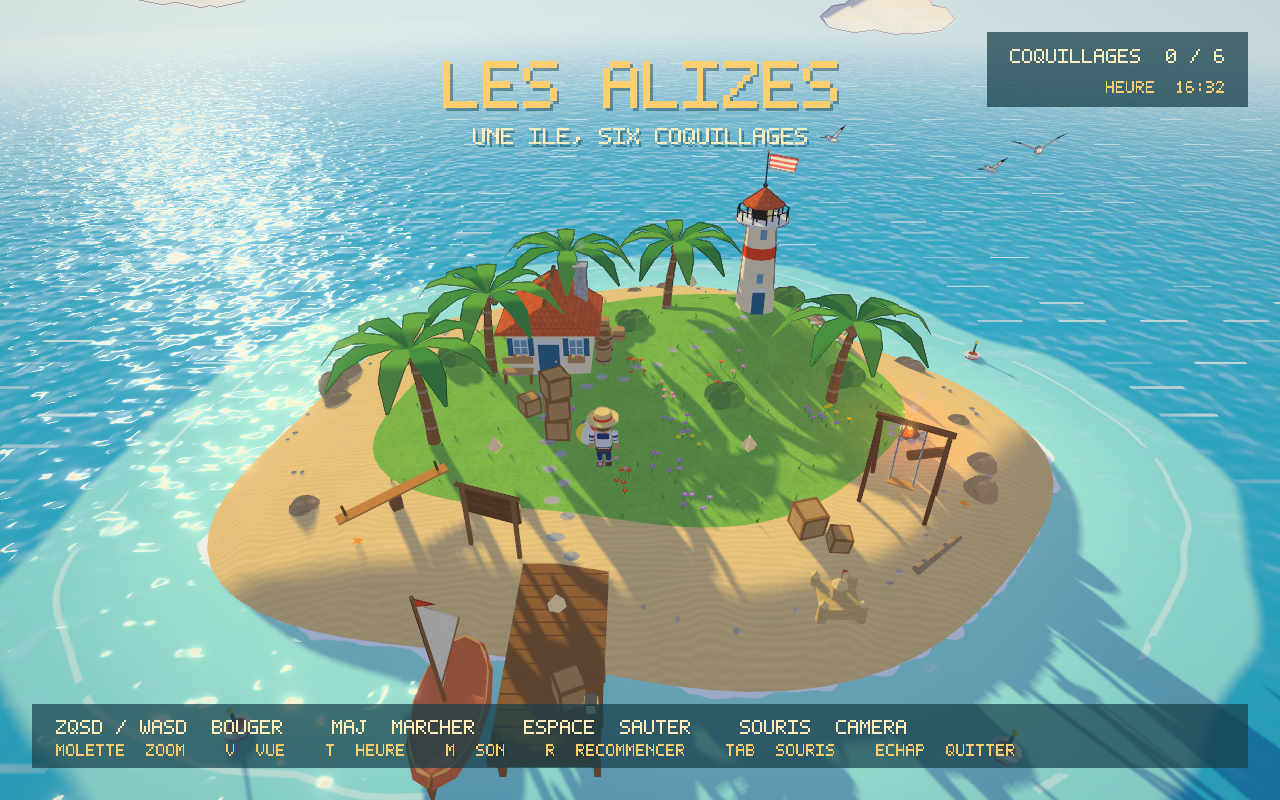 LES ALIZES
UNE ILE, SIX COQUILLAGES
COQUILLAGES 0 / 6
HEURE 16:32
ZQSD / WASD BOUGER MAJ MARCHER ESPACE SAUTER SOURIS CAMERA
MOLETTE ZOOM V VUE T HEURE M SON R RECOMMENCER TAB SOURIS ECHAP QUITTER